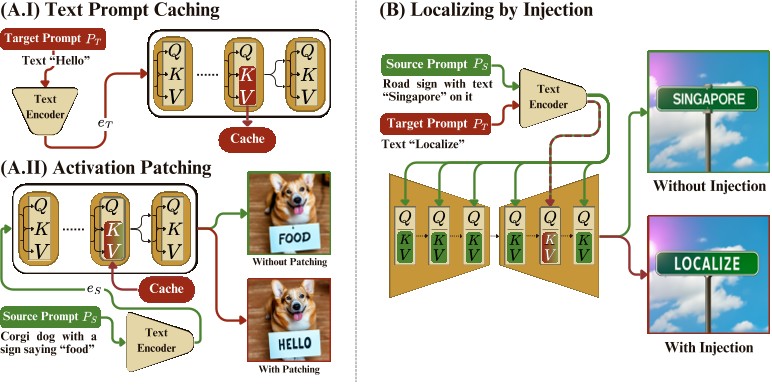 (A.I) Text Prompt Caching
Target Prompt P_T
Text "Hello"
Text
Encoder
e_T
Q
K
V
......
Q
K
V
Q
K
V
Cache
(A.II) Activation Patching
Q
K
V
......
Q
K
V
Q
K
V
Cache
e_S
Source Prompt P_S
Corgi dog with a
sign saying "food"
Text
Encoder
FOOD
Without Patching
HELLO
With Patching
(B) Localizing by Injection
Source Prompt P_S
Road sign with text
"Singapore" on it
Target Prompt P_T
Text "Localize"
Text
Encoder
Q
K
V
Q
K
V
Q
K
V
Q
K
V
Q
K
V
Q
K
V
SINGAPORE
Without Injection
LOCALIZE
With Injection